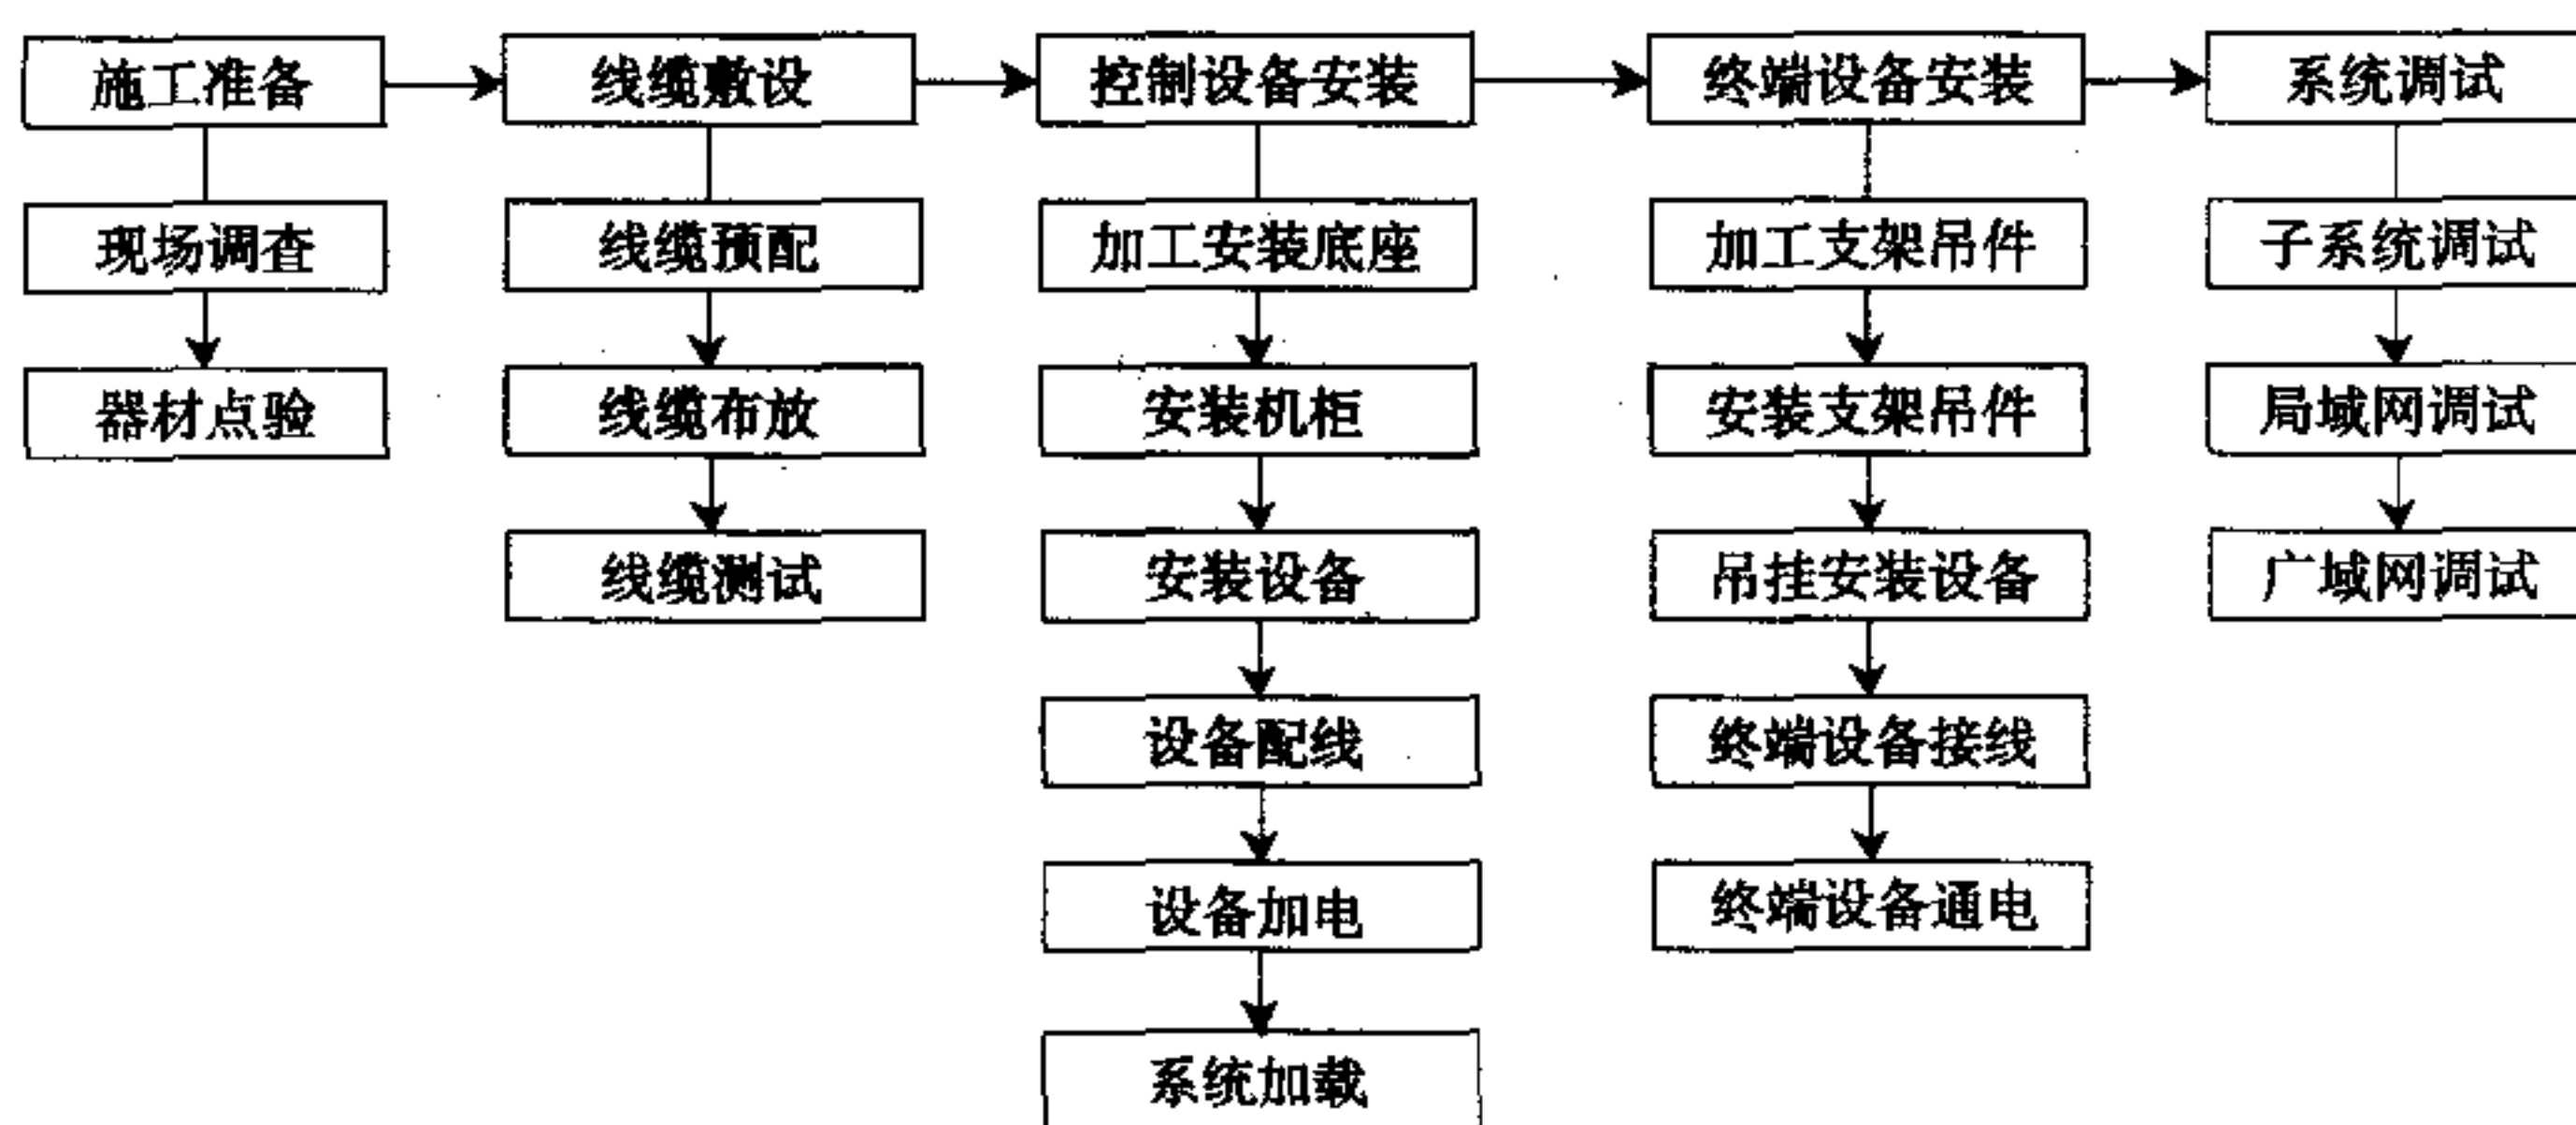 施工准备
线缆敷设
控制设备安装
终端设备安装
系统调试
现场调查
线缆预配
加工安装底座
加工支架吊件
子系统调试
器材点验
线缆布放
安装机柜
安装支架吊件
局域网调试
线缆测试
安装设备
吊挂安装设备
广域网调试
设备配线
终端设备接线
设备加电
终端设备通电
系统加载